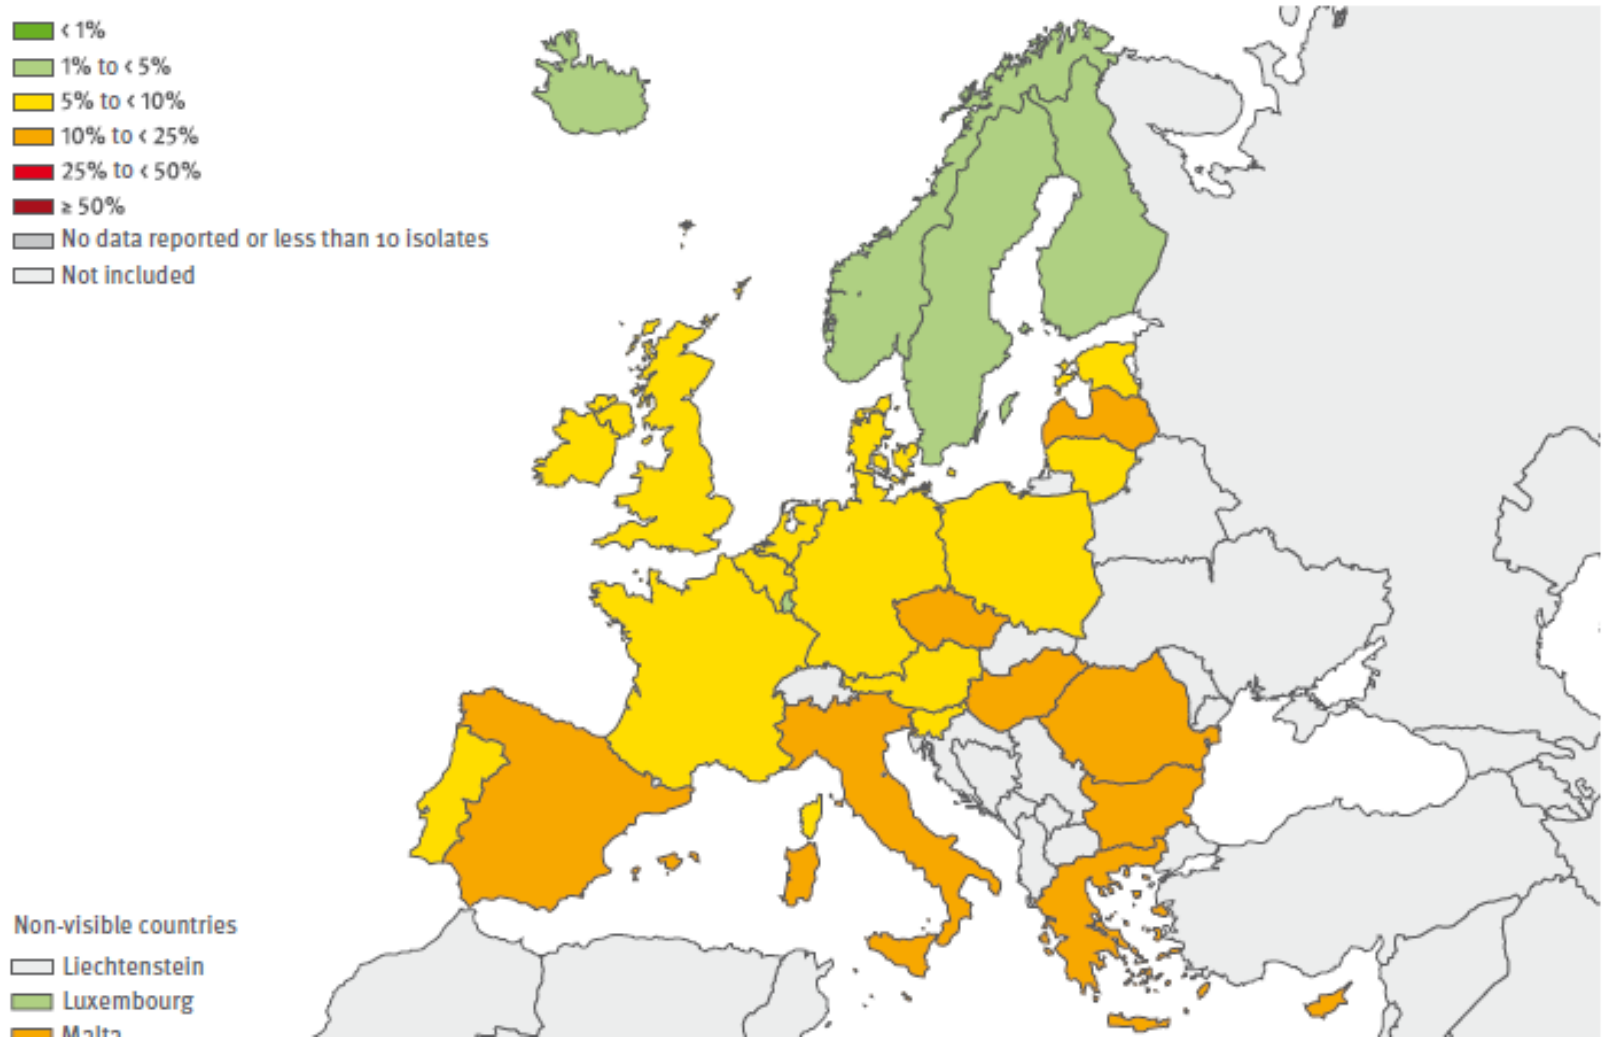 < 1%
1% to < 5%
5% to < 10%
10% to < 25%
25% to < 50%
≥ 50%
No data reported or less than 10 isolates
Not included
Non-visible countries
Liechtenstein
Luxembourg
Malta